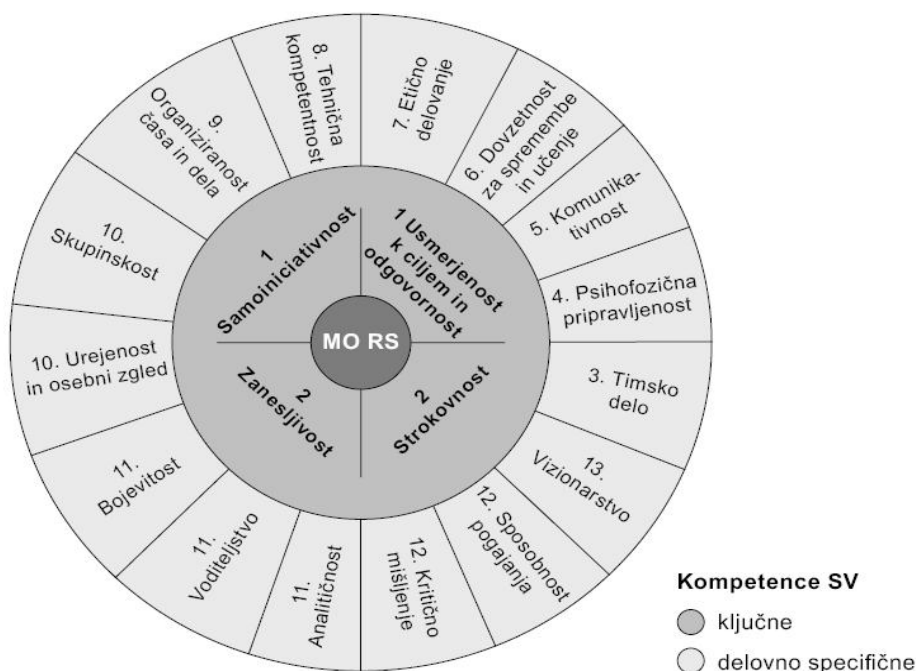 8. Tehnična
kompetentnost
7. Etično
delovanje
6. Dovzetnost
za spremembe
in učenje
5. Komunika-
tivnost
4. Psihofozična
pripravljenost
3. Timsko
delo
13.
Vizionarstvo
12. Sposobnost
pogajanja
12. Kritično
mišljenje
11.
Analitičnost
11.
Voditeljstvo
11.
Bojevitost
10. Urejenost
in osebni zgled
10.
Skupinskost
9.
Organiziranost
časa in dela
1
Samoiniciativnost
1 Usmerjenost
k ciljem in
odgovornost
MO RS
2
Zanesljivost
2
Strokovnost
Kompetence SV
ključne
delovno specifične